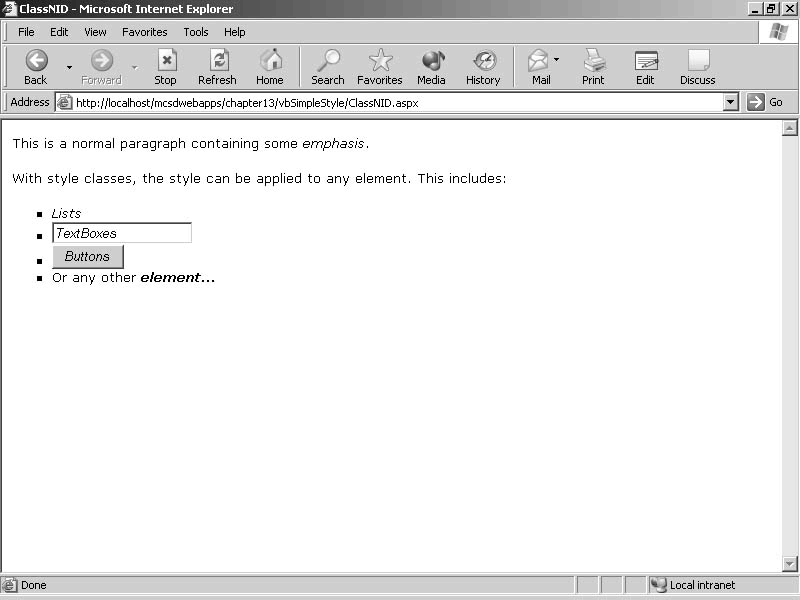 ClassNID - Microsoft Internet Explorer
File Edit View Favorites Tools Help
Back Forward Stop Refresh Home Search Favorites Media History Mail Print Edit Discuss
Address http://localhost/mcsdwebapps/chapter13/vbSimpleStyle/ClassNID.aspx Go
This is a normal paragraph containing some emphasis.
With style classes, the style can be applied to any element. This includes:
Lists
TextBoxes
Buttons
Or any other element...
Done Local intranet